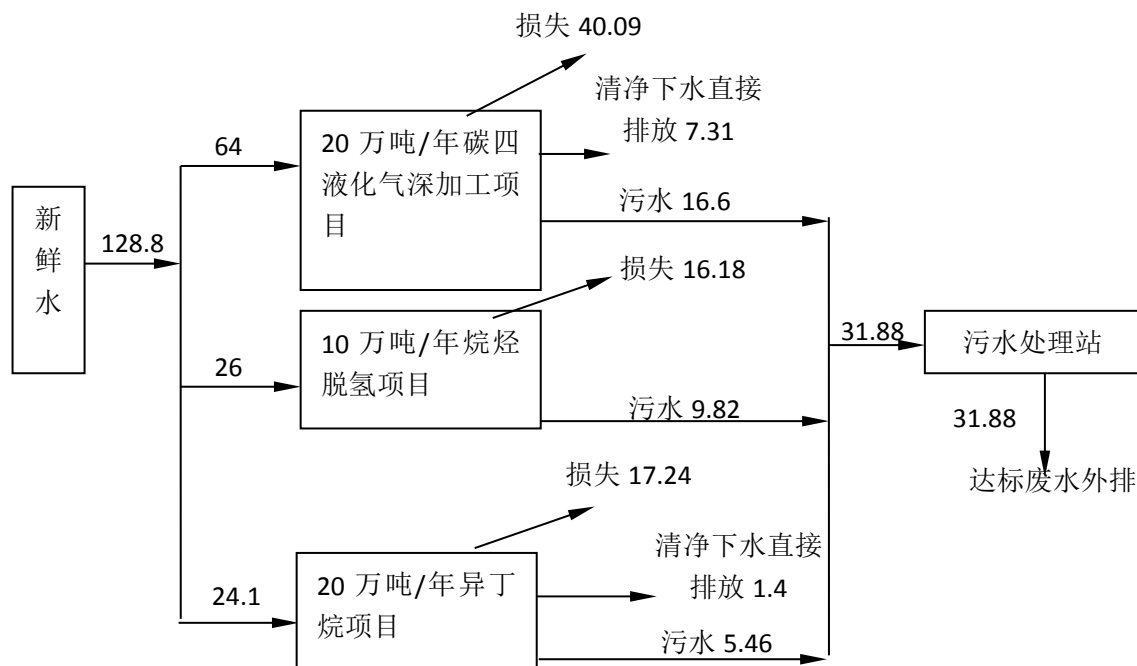 损失 40.09
清净下水直接
排放 7.31
64
20 万吨/年碳四
液化气深加工项
目
污水 16.6
新
鲜
水
128.8
损失 16.18
26
10 万吨/年烷烃
脱氢项目
污水 9.82
31.88
污水处理站
31.88
达标废水外排
损失 17.24
24.1
20 万吨/年异丁
烷项目
清净下水直接
排放 1.4
污水 5.46